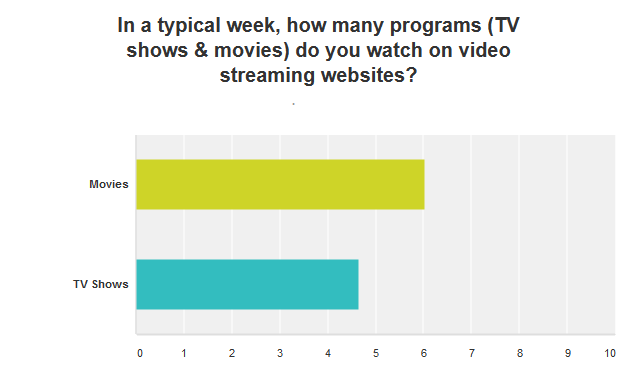 In a typical week, how many programs (TV
shows & movies) do you watch on video
streaming websites?
.
Movies
TV Shows
0 1 2 3 4 5 6 7 8 9 10